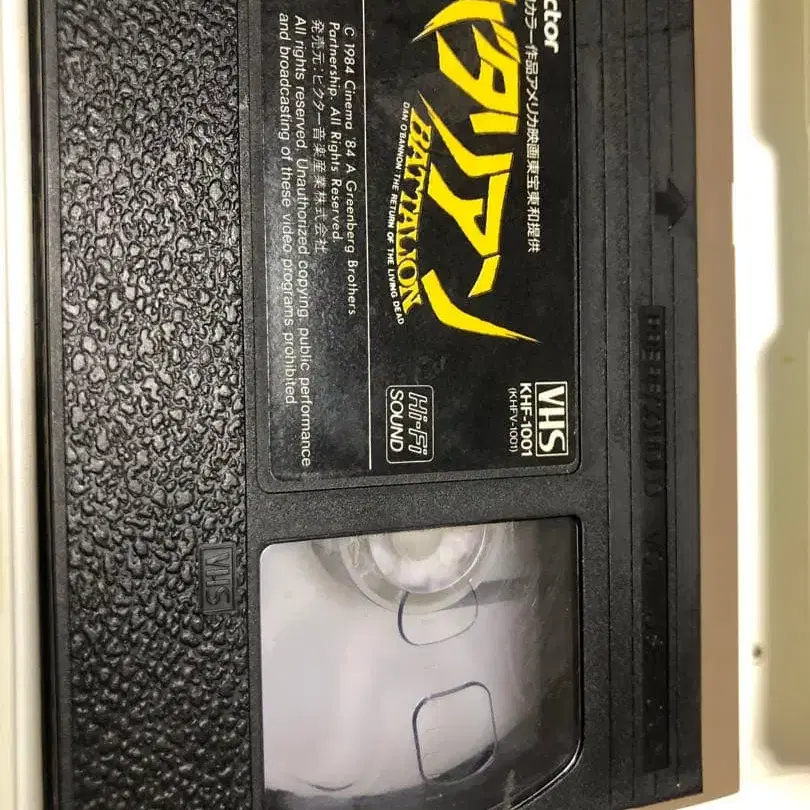 ctor
カラー作品アメリカ映画東宝東和提供
バタリアン
BATTALION
DAN O'BANNON THE RETURN OF THE LIVING DEAD
VHS
KHF-1001
(KHFV-1001)
Hi-Fi
SOUND
C 1984 Cinema '84 A Greenberg Brothers
Partnership. All Rights Reserved.
発売元:ビクター音楽産業株式会社
All rights reserved. Unauthorized copying, public performance
and broadcasting of these video programs prohibited
VHS